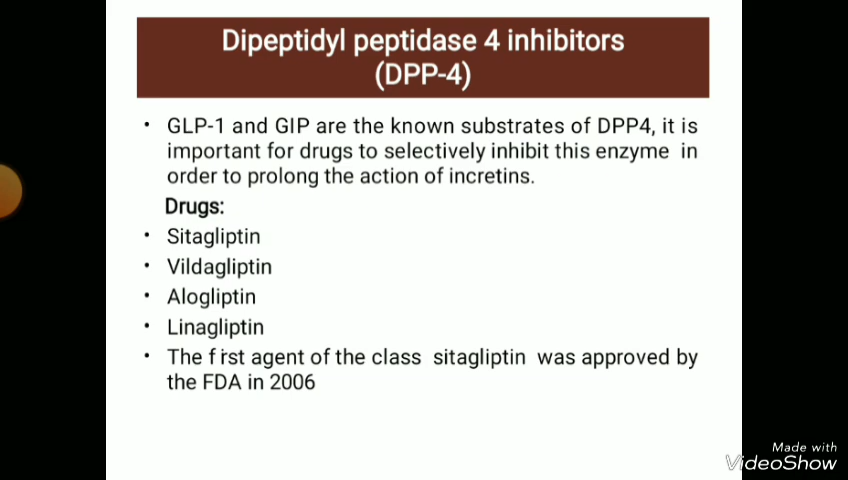 Dipeptidyl peptidase 4 inhibitors
(DPP-4)
• GLP-1 and GIP are the known substrates of DPP4, it is
important for drugs to selectively inhibit this enzyme in
order to prolong the action of incretins.
Drugs:
• Sitagliptin
• Vildagliptin
• Alogliptin
• Linagliptin
• The first agent of the class sitagliptin was approved by
the FDA in 2006
Made with
VideoShow